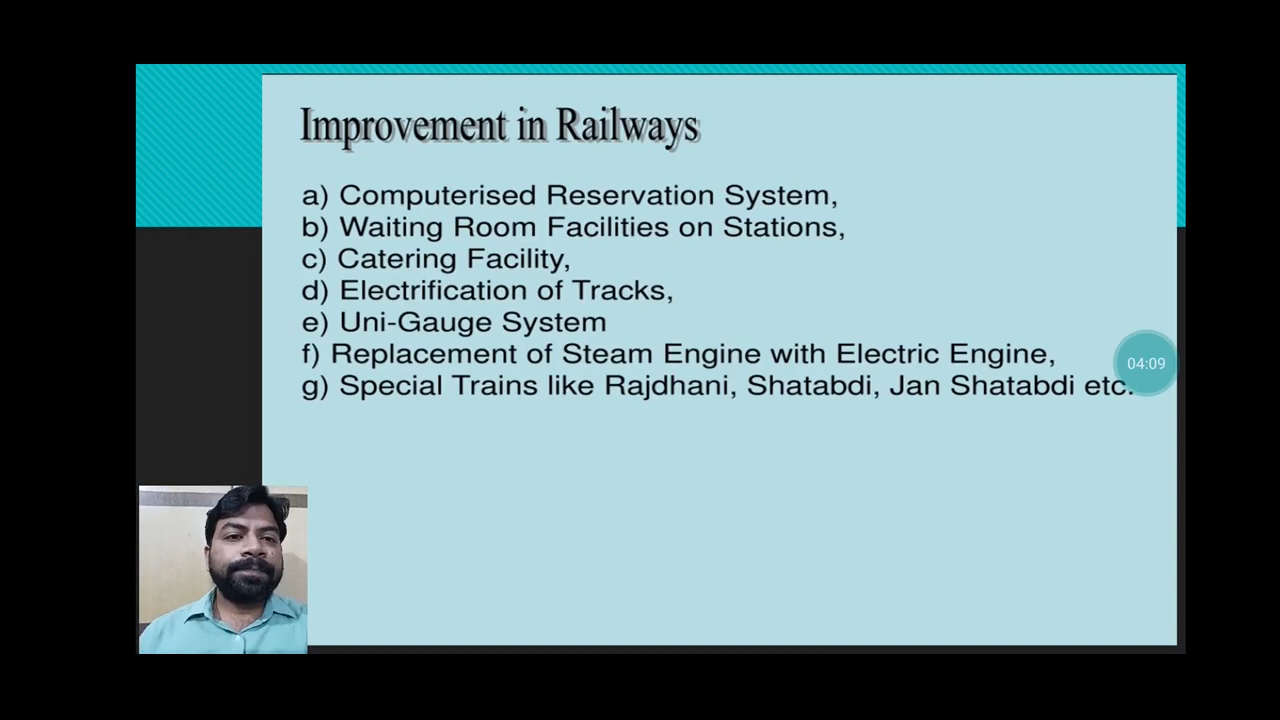 Improvement in Railways
a) Computerised Reservation System,
b) Waiting Room Facilities on Stations,
c) Catering Facility,
d) Electrification of Tracks,
e) Uni-Gauge System
f) Replacement of Steam Engine with Electric Engine,
04:09
g) Special Trains like Rajdhani, Shatabdi, Jan Shatabdi etc.